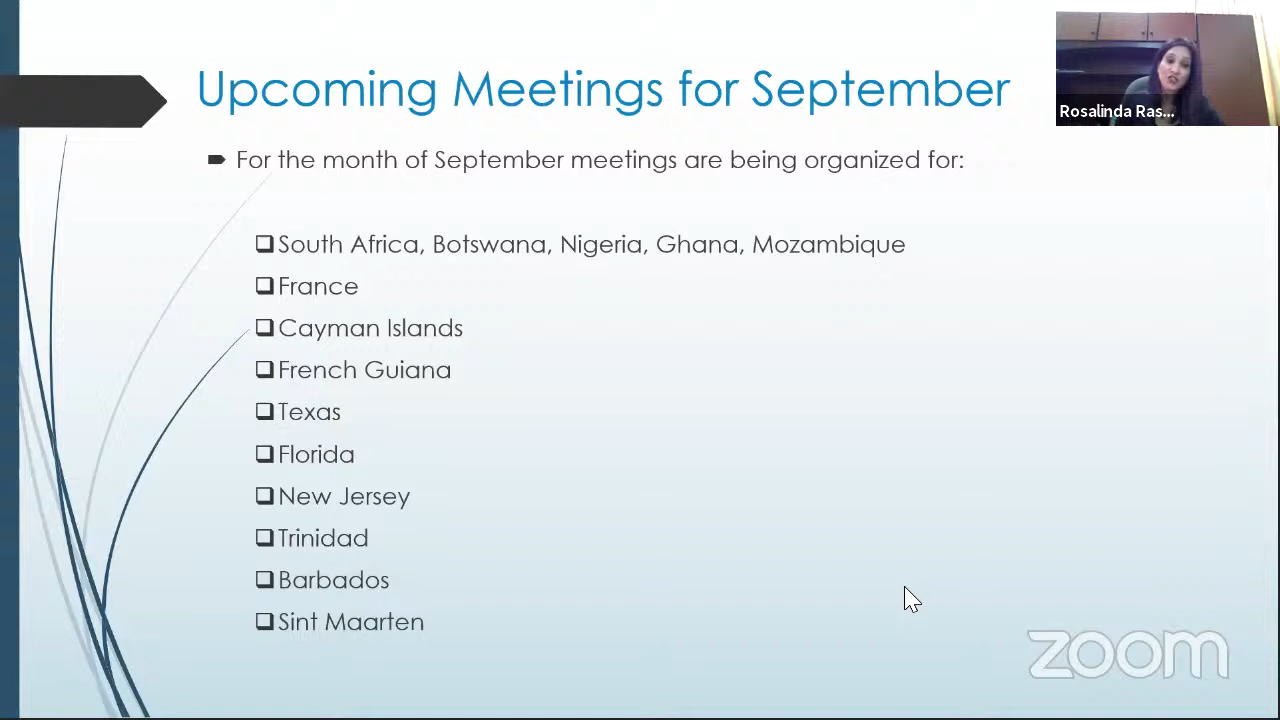 Upcoming Meetings for September
Rosalinda Ras...
For the month of September meetings are being organized for:
South Africa, Botswana, Nigeria, Ghana, Mozambique
France
Cayman Islands
French Guiana
Texas
Florida
New Jersey
Trinidad
Barbados
Sint Maarten
zoom